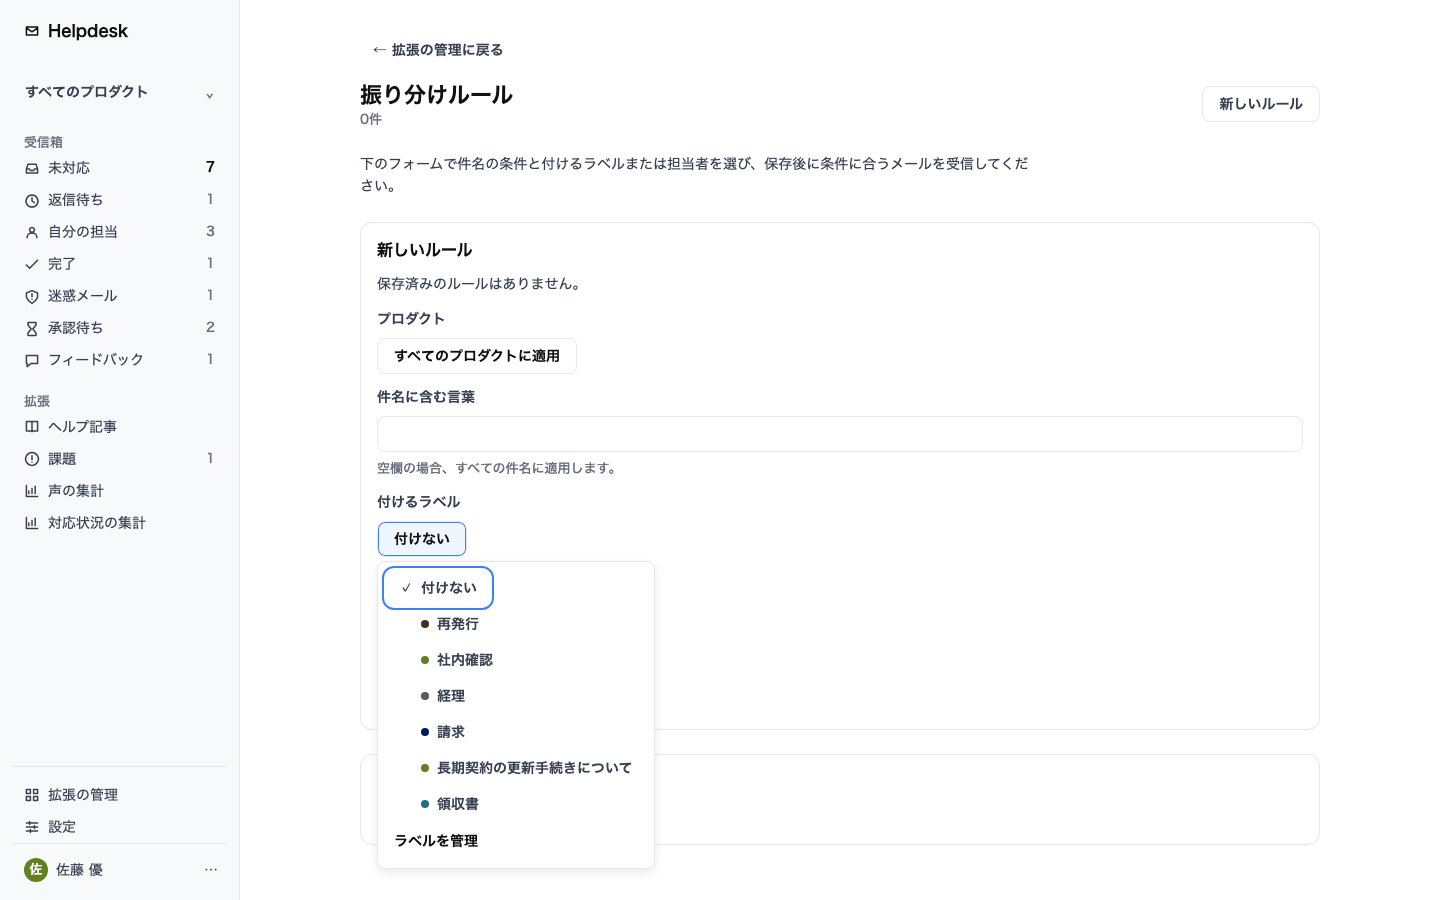 Helpdesk
すべてのプロダクト
受信箱
未対応 7
返信待ち 1
自分の担当 3
完了 1
迷惑メール 1
承認待ち 2
フィードバック 1
拡張
ヘルプ記事
課題 1
声の集計
対応状況の集計
拡張の管理
設定
佐 佐藤 優 …
← 拡張の管理に戻る
振り分けルール
0件
新しいルール
下のフォームで件名の条件と付けるラベルまたは担当者を選び、保存後に条件に合うメールを受信してくだ
さい。
新しいルール
保存済みのルールはありません。
プロダクト
すべてのプロダクトに適用
件名に含む言葉
空欄の場合、すべての件名に適用します。
付けるラベル
付けない
✓ 付けない
再発行
社内確認
経理
請求
長期契約の更新手続きについて
領収書
ラベルを管理